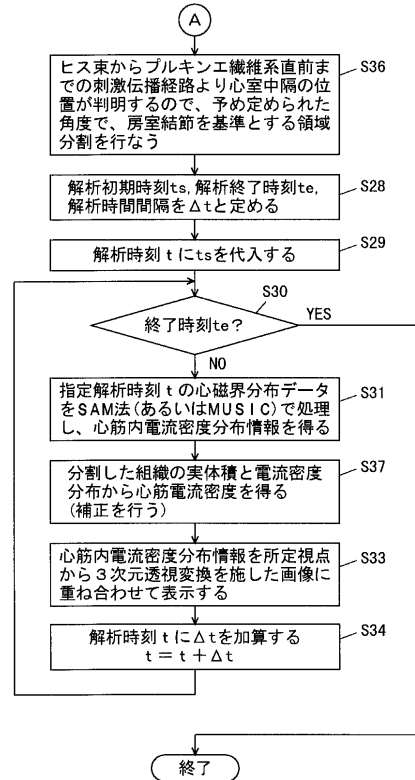 A
ヒス束からプルキンエ繊維系直前ま
での刺激伝播経路より心室中隔の位
置が判明するので、予め定められた
角度で、房室結節を基準とする領域
分割を行なう
S36
解析初期時刻ts,解析終了時刻te,
解析時間間隔をΔtと定める
S28
解析時刻tにtsを代入する
S29
終了時刻te?
S30
YES
NO
指定解析時刻tの心磁界分布データ
をSAM法(あるいはMUSIC)で処理
し、心筋内電流密度分布情報を得る
S31
分割した組織の実体積と電流密度
分布から心筋電流密度を得る
(補正を行う)
S37
心筋内電流密度分布情報を所定視点
から3次元透視変換を施した画像に
重ね合わせて表示する
S33
解析時刻tにΔtを加算する
t=t+Δt
S34
終了